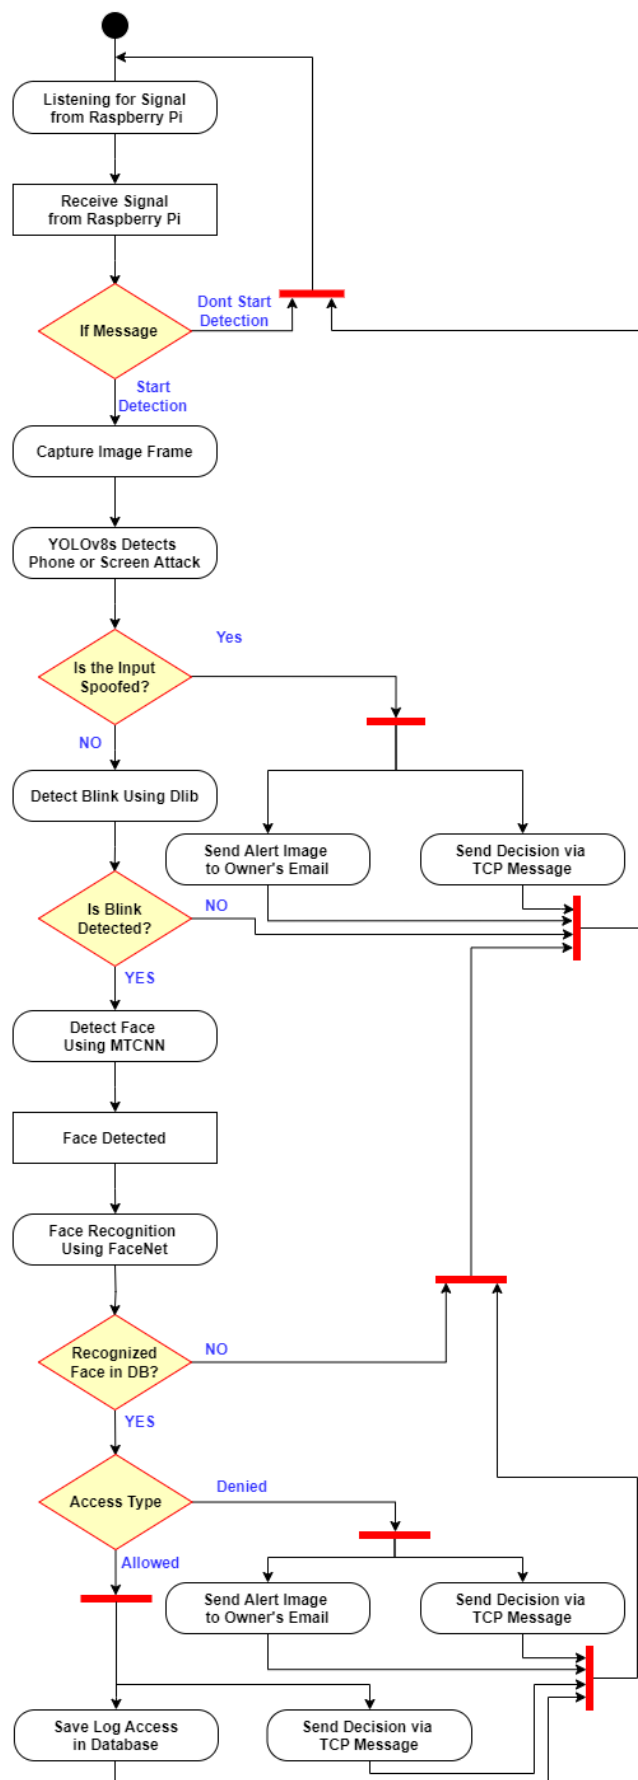 Listening for Signal
from Raspberry Pi
Receive Signal
from Raspberry Pi
If Message
Dont Start
Detection
Start
Detection
Capture Image Frame
YOLOv8s Detects
Phone or Screen Attack
Is the Input
Spoofed?
Yes
NO
Detect Blink Using Dlib
Send Alert Image
to Owner's Email
Send Decision via
TCP Message
Is Blink
Detected?
NO
YES
Detect Face
Using MTCNN
Face Detected
Face Recognition
Using FaceNet
Recognized
Face in DB?
NO
YES
Access Type
Denied
Allowed
Send Alert Image
to Owner's Email
Send Decision via
TCP Message
Save Log Access
in Database
Send Decision via
TCP Message